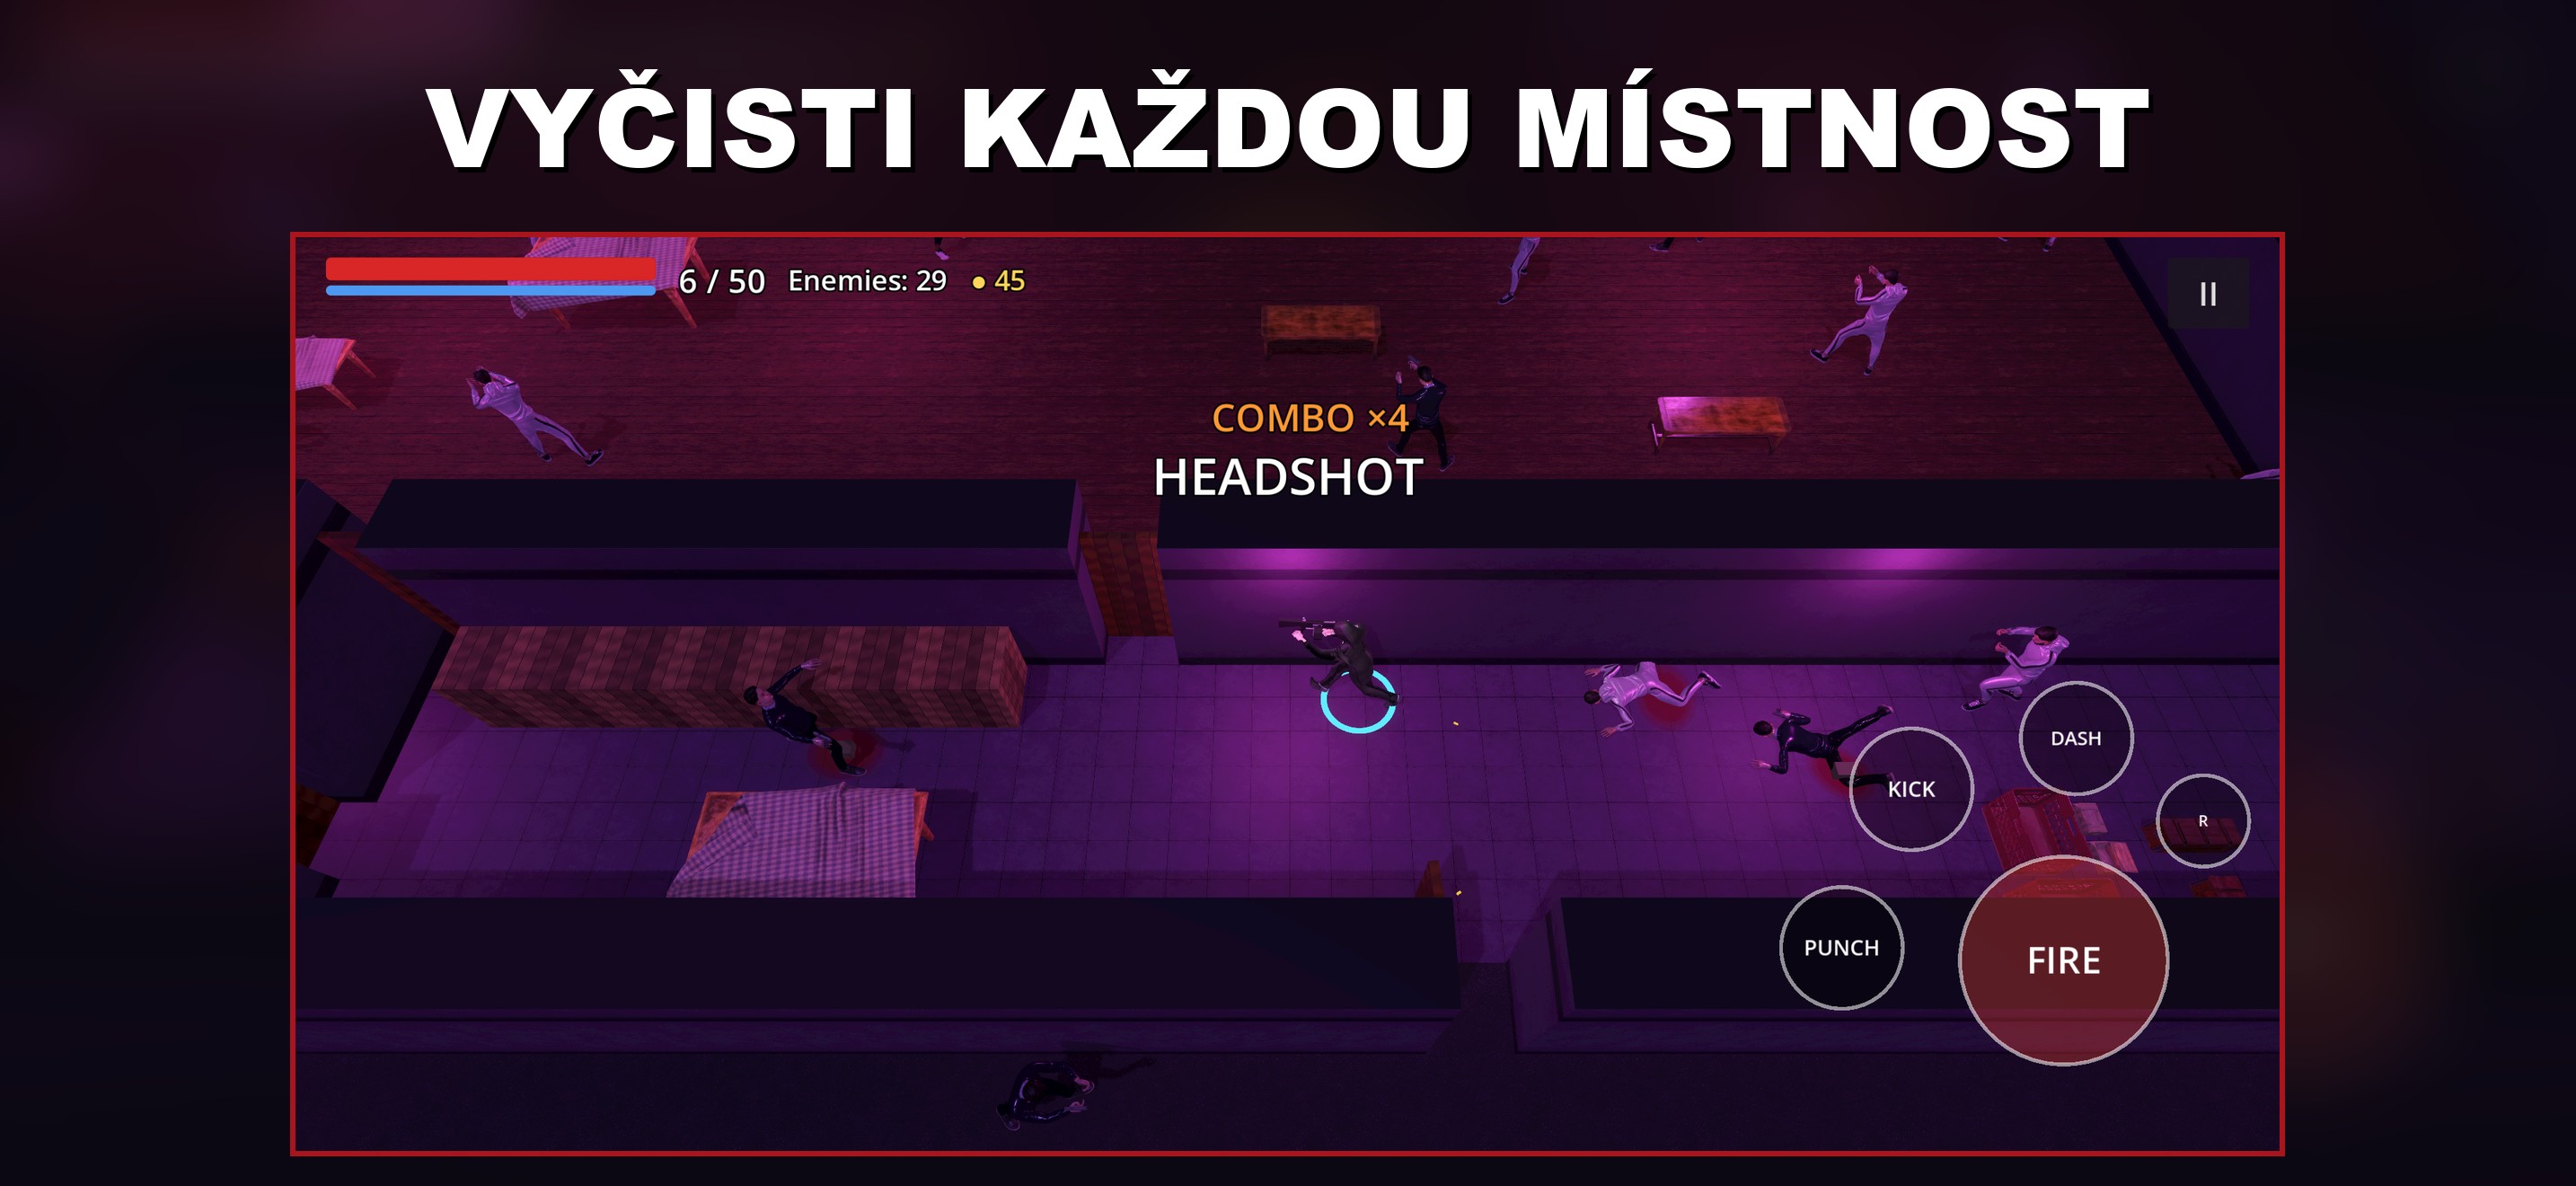 VYČISTI KAŽDOU MÍSTNOST
6 / 50 Enemies: 29 45
COMBO ×4
HEADSHOT
DASH
KICK
R
PUNCH
FIRE